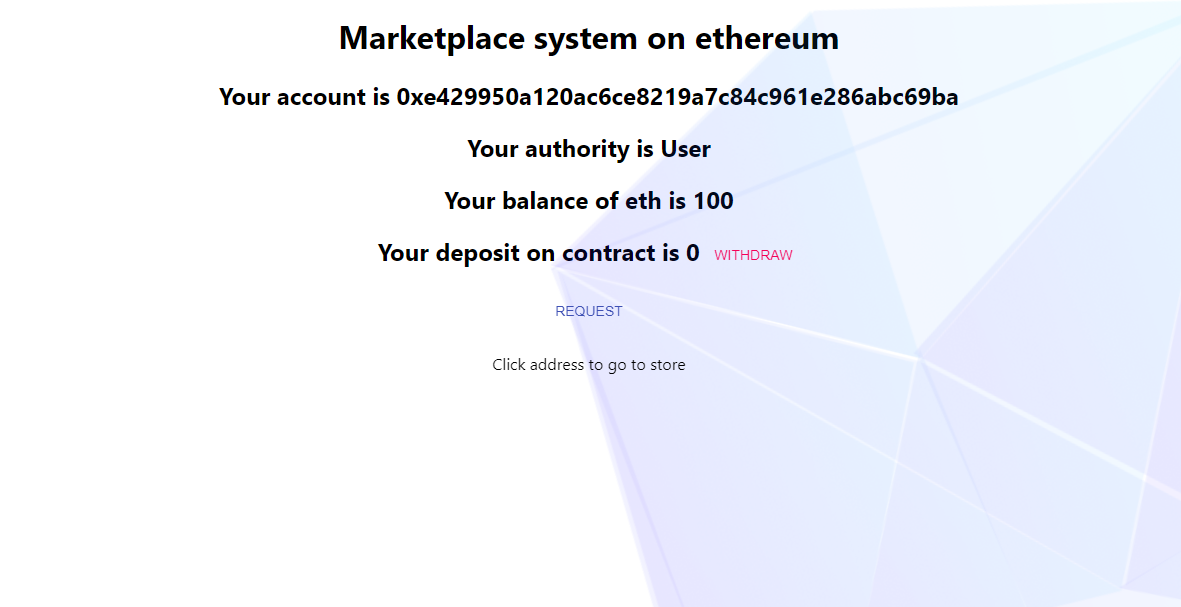 Marketplace system on ethereum
Your account is 0xe429950a120ac6ce8219a7c84c961e286abc69ba
Your authority is User
Your balance of eth is 100
Your deposit on contract is 0 WITHDRAW
REQUEST
Click address to go to store